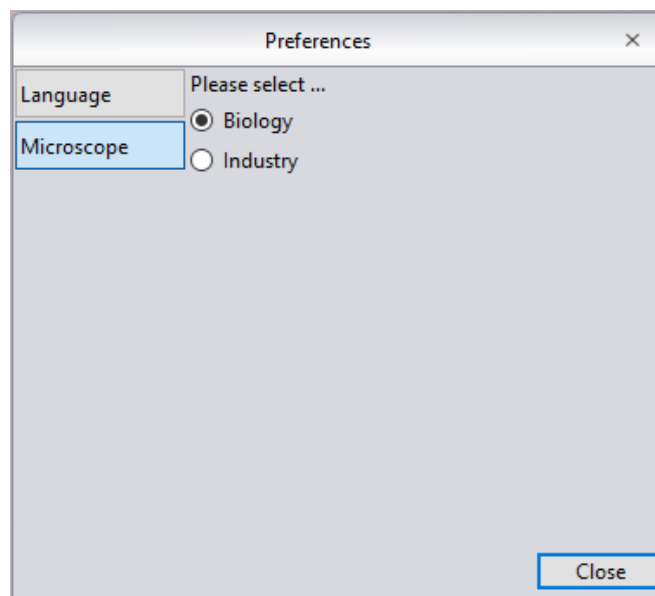 Preferences
Language
Microscope
Please select ...
Biology
Industry
Close